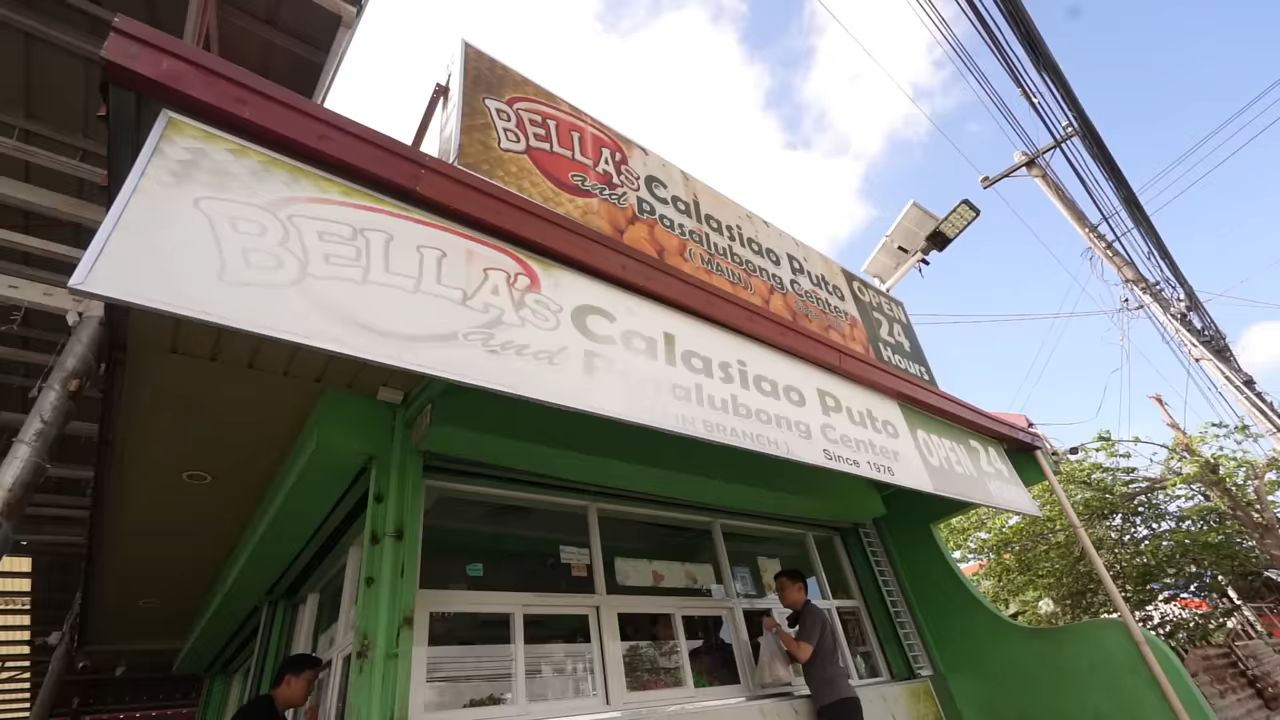 BELLA'S
and
Calasiao Puto
Pasalubong Center
( MAIN )
OPEN
24
Hours
BELLA'S
and
Calasiao Puto
Pasalubong Center
BRANCH )
Since 1976
OPEN 24